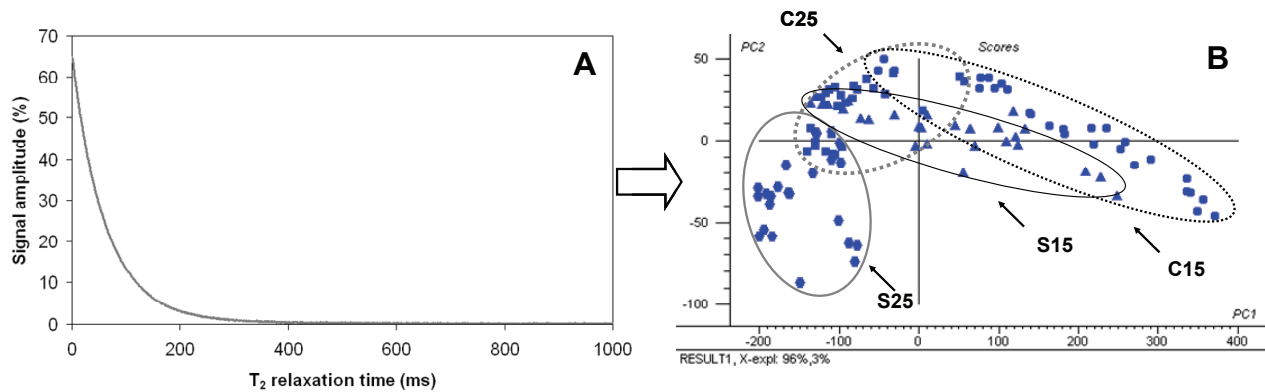 70
60
50
40
30
20
10
0
Signal amplitude (%)
0 200 400 600 800 1000
T₂ relaxation time (ms)
A
C25
PC2
Scores
B
50
0
-50
-100
S15
C15
S25
PC1
-200 -100 0 100 200 300 400
RESULT1, X-expl: 96%,3%